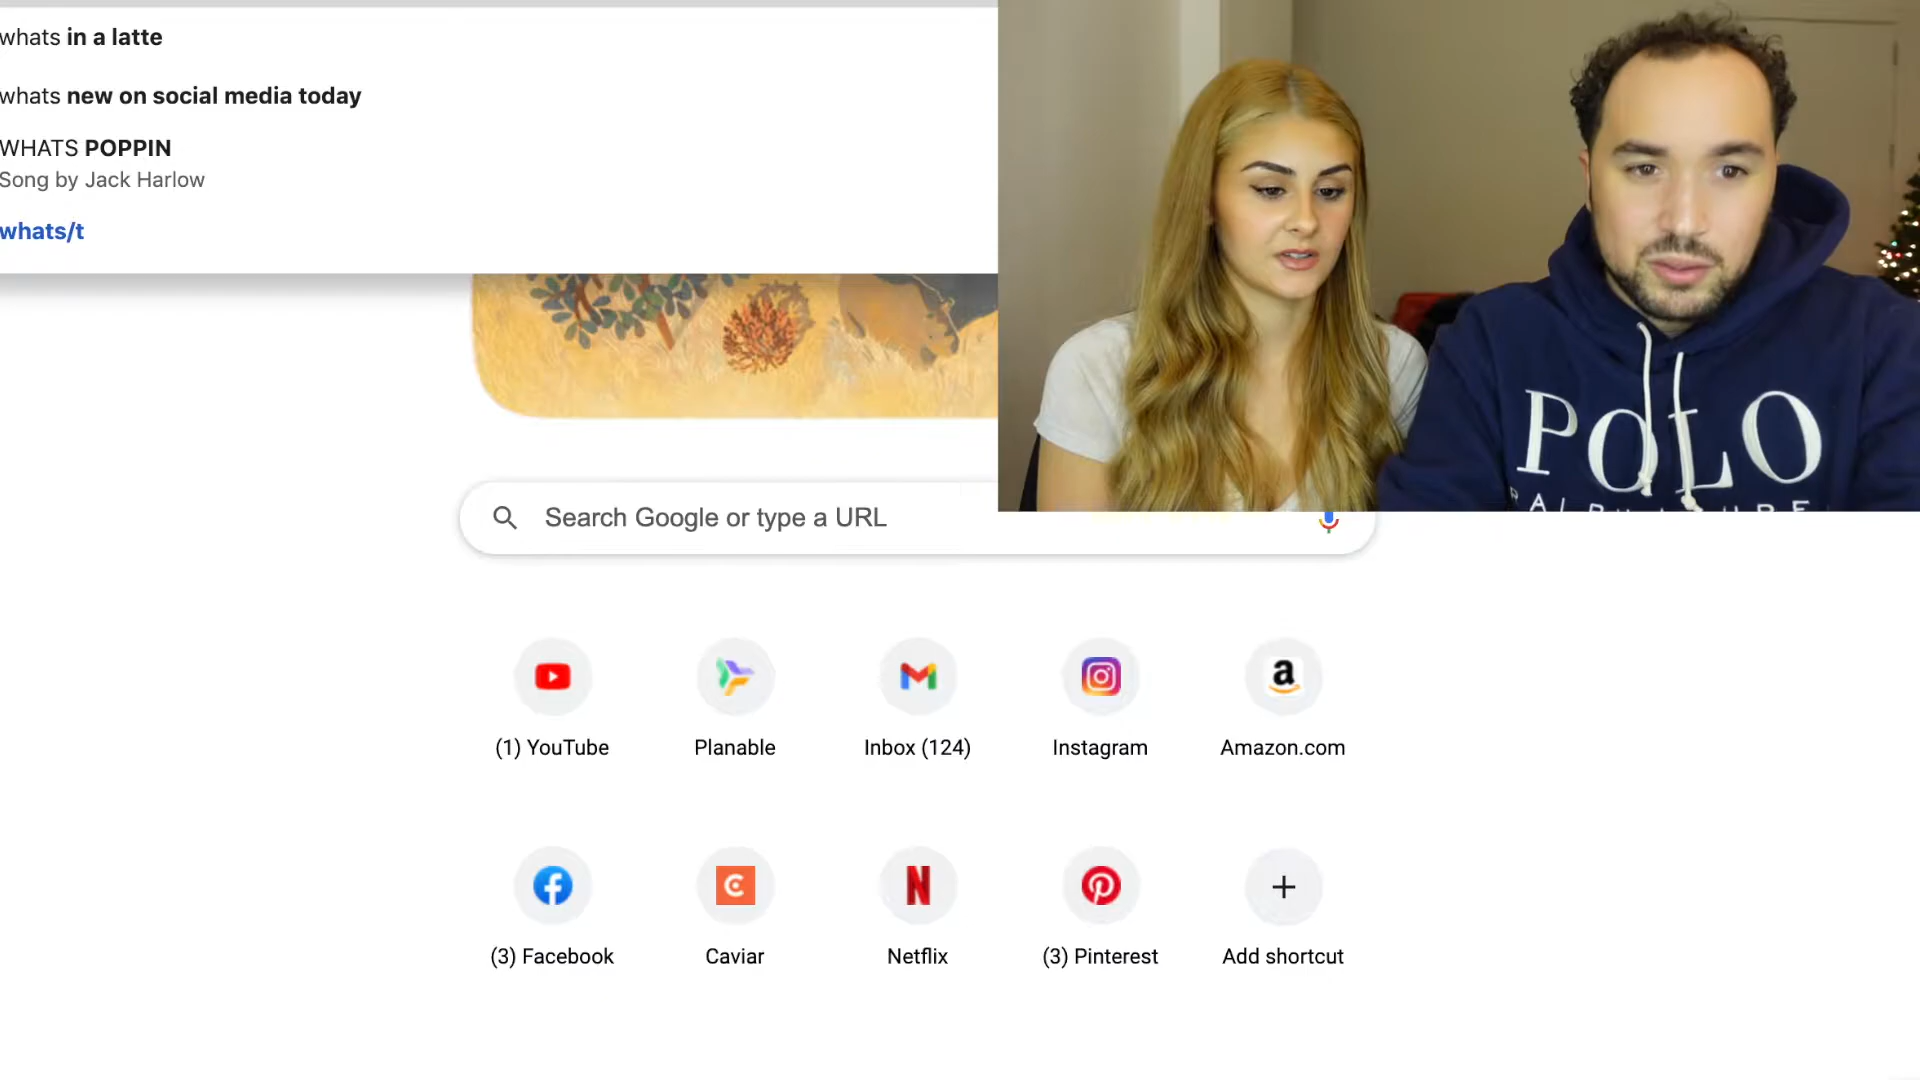 whats in a latte
whats new on social media today
WHATS POPPIN
Song by Jack Harlow
whats/t
POLO
Search Google or type a URL
(1) YouTube
Planable
Inbox (124)
Instagram
a
Amazon.com
(3) Facebook
Caviar
Netflix
(3) Pinterest
Add shortcut